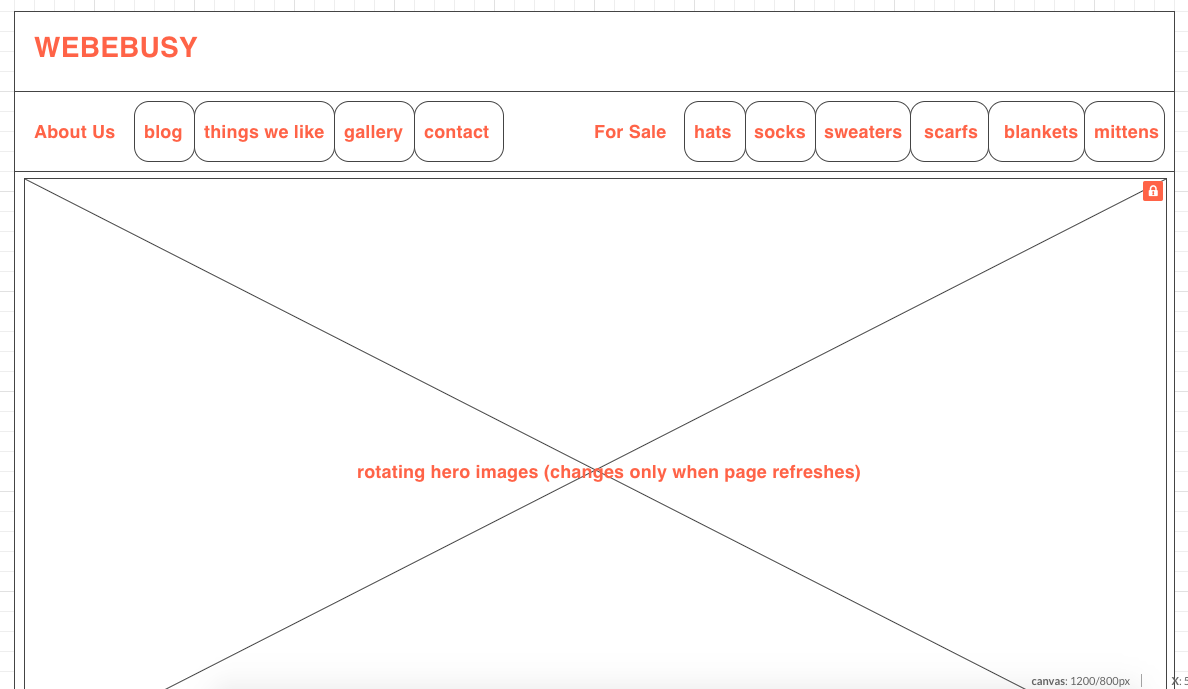 WEBEBUSY
About Us blog things we like gallery contact For Sale hats socks sweaters scarfs blankets mittens
rotating hero images (changes only when page refreshes)
canvas: 1200/800px X: 5